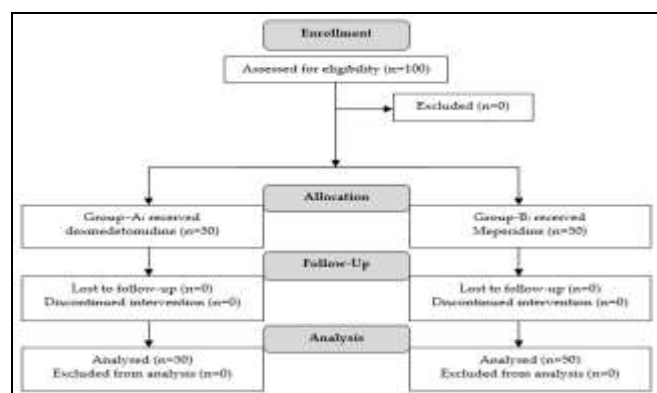 Enrollment
Assessed for eligibility (n=100)
Excluded (n=0)
Allocation
Group-A: received
dexmedetomidine (n=50)
Group-B: received
Meperidine (n=50)
Follow-Up
Lost to follow-up (n=0)
Discontinued intervention (n=0)
Lost to follow-up (n=0)
Discontinued intervention (n=0)
Analysis
Analysed (n=50)
Excluded from analysis (n=0)
Analysed (n=50)
Excluded from analysis (n=0)